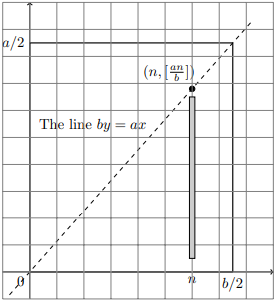 a/2
(n, [an/b])
The line by = ax
0
n
b/2